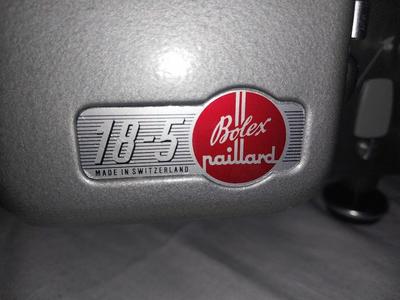 18-5
MADE IN SWITZERLAND
Bolex
paillard